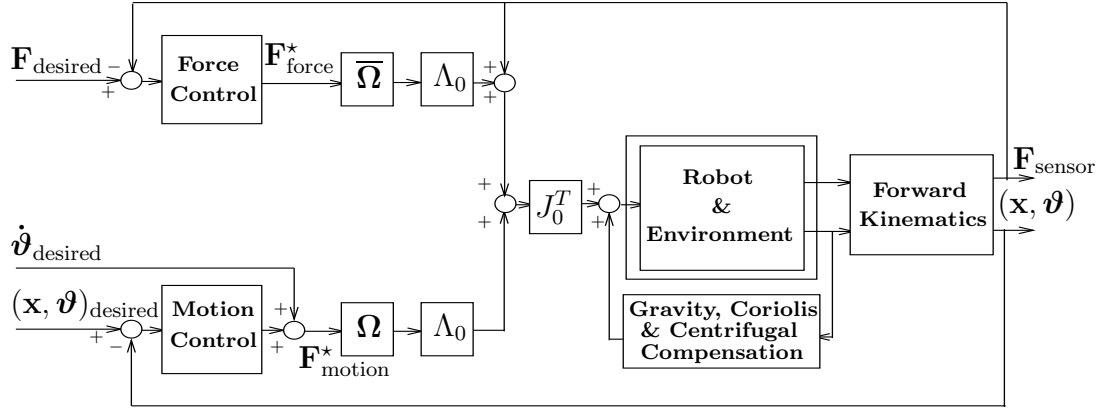 F_desired
−
+
Force
Control
F*_force
Ω̅
Λ₀
+
+
+
+
J₀ᵀ
+
+
Robot
&
Environment
Forward
Kinematics
F_sensor
(x, ϑ)
ϑ̇_desired
(x, ϑ)_desired
+
−
Motion
Control
+
+
F*_motion
Ω
Λ₀
Gravity, Coriolis
& Centrifugal
Compensation